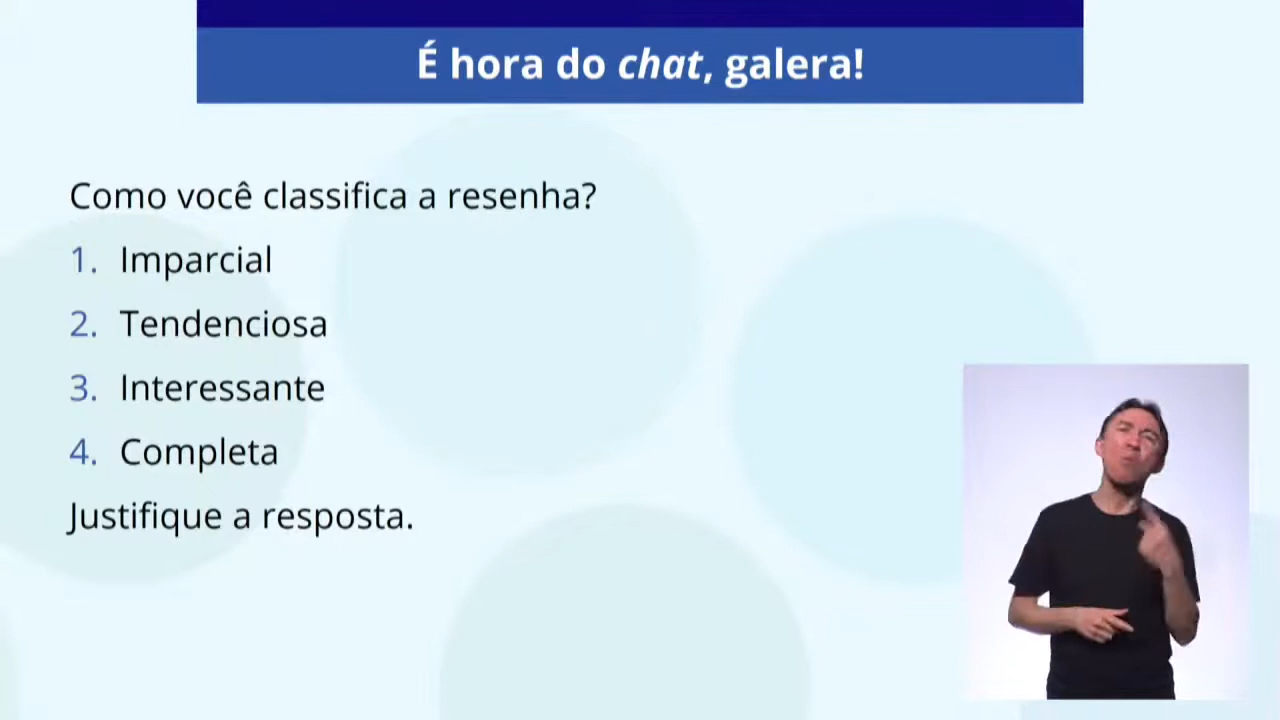 É hora do chat, galera!
Como você classifica a resenha?
1. Imparcial
2. Tendenciosa
3. Interessante
4. Completa
Justifique a resposta.